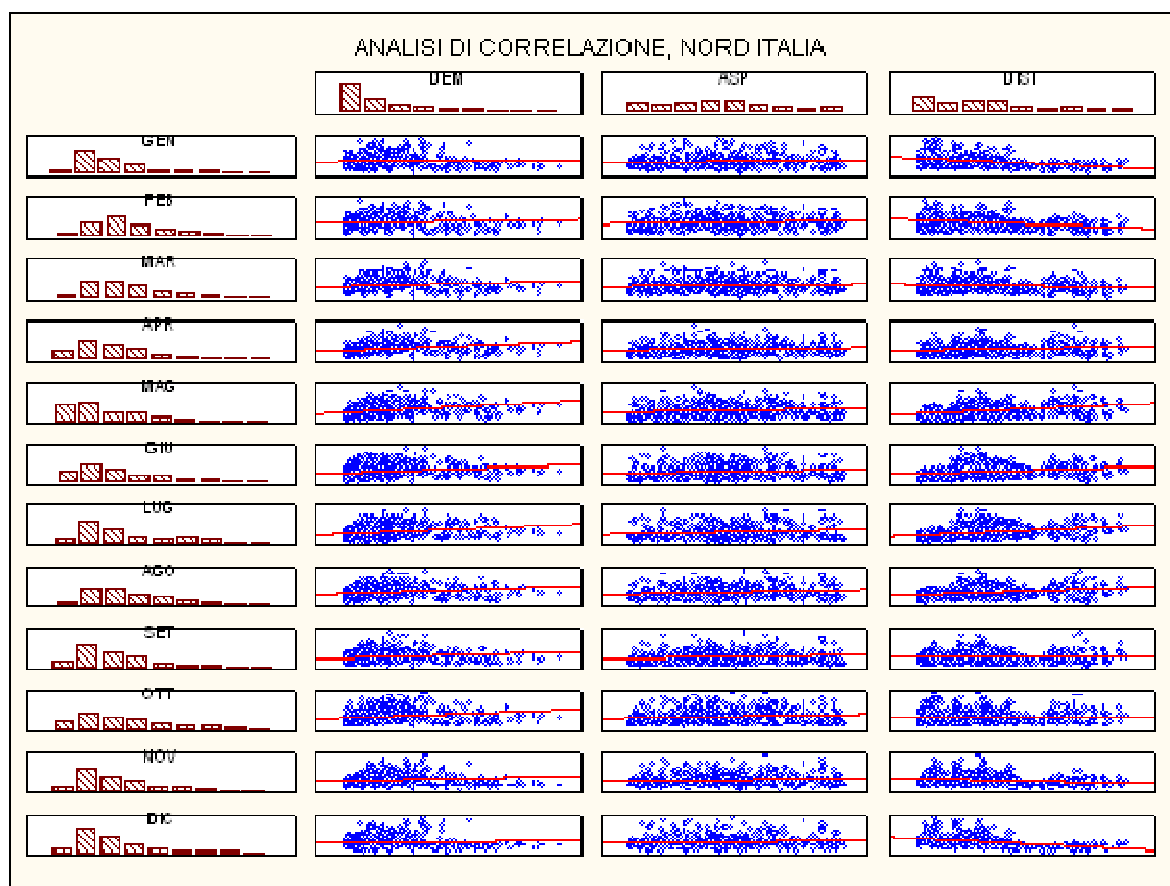 ANALISI DI CORRELAZIONE, NORD ITALIA
DEM ASP DIST
GEN
FEB
MAR
APR
MAG
GIU
LUG
AGO
SET
OTT
NOV
DIC